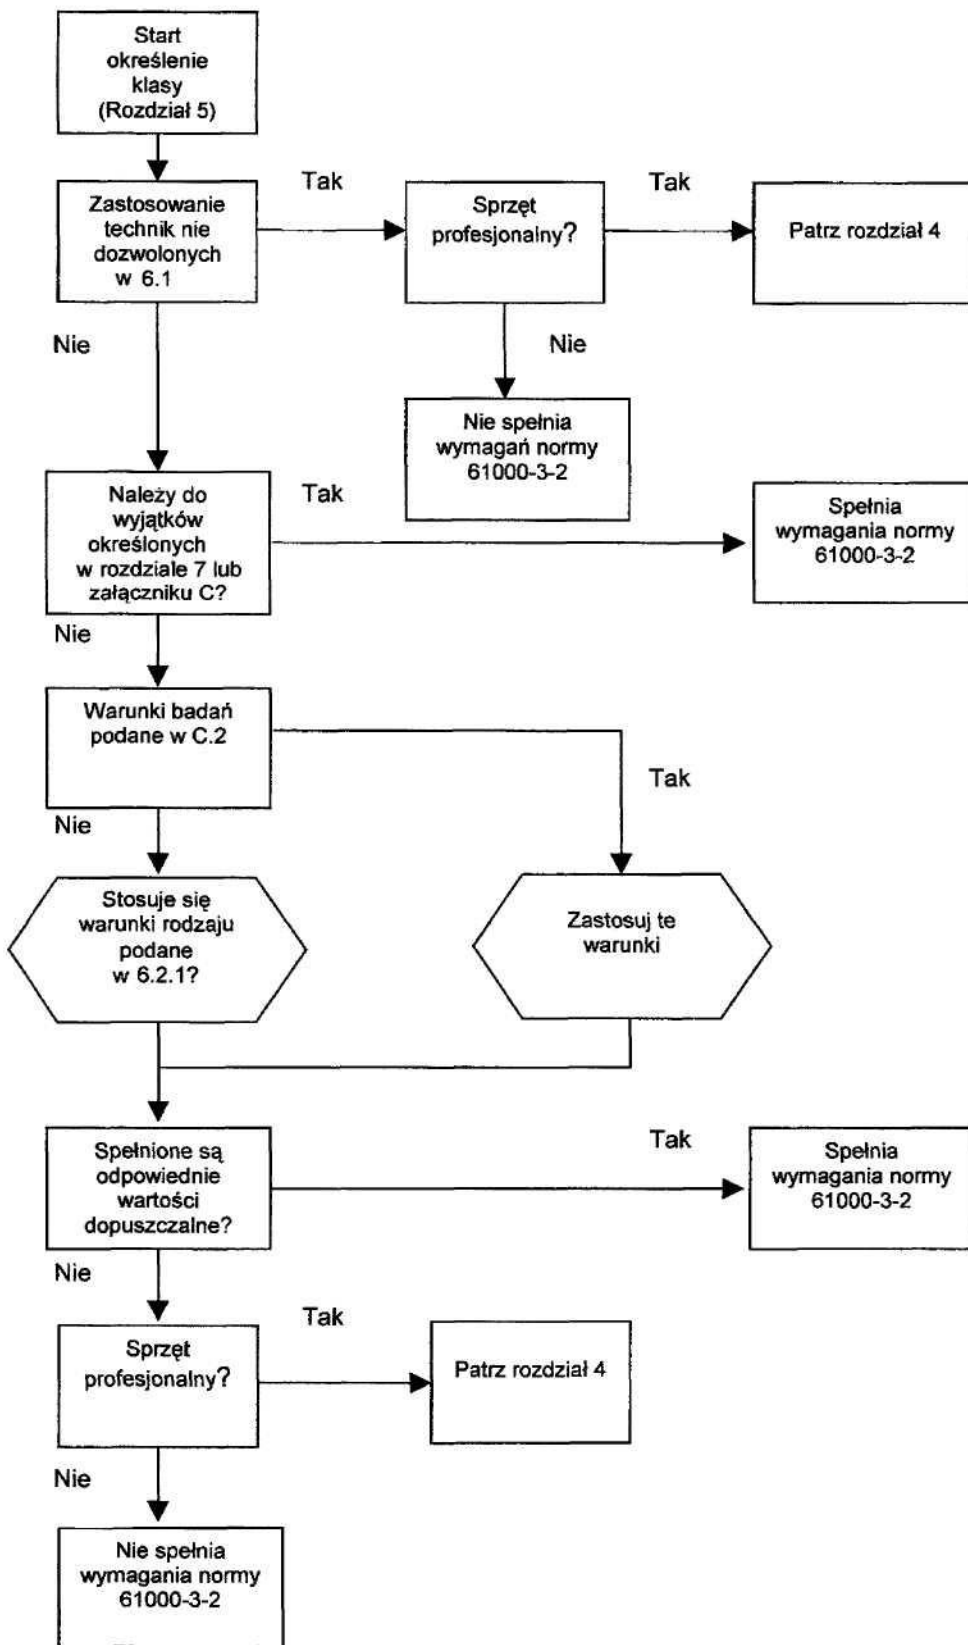 Start
określenie
klasy
(Rozdział 5)
Tak
Tak
Zastosowanie
technik nie
dozwolonych
w 6.1
Sprzęt
profesjonalny?
Patrz rozdział 4
Nie
Nie
Nie spełnia
wymagań normy
61000-3-2
Należy do
wyjątków
określonych
w rozdziale 7 lub
załączniku C?
Tak
Spełnia
wymagania normy
61000-3-2
Nie
Warunki badań
podane w C.2
Tak
Nie
Stosuje się
warunki rodzaju
podane
w 6.2.1?
Zastosuj te
warunki
Spełnione są
odpowiednie
wartości
dopuszczalne?
Tak
Spełnia
wymagania normy
61000-3-2
Nie
Tak
Sprzęt
profesjonalny?
Patrz rozdział 4
Nie
Nie spełnia
wymagania normy
61000-3-2